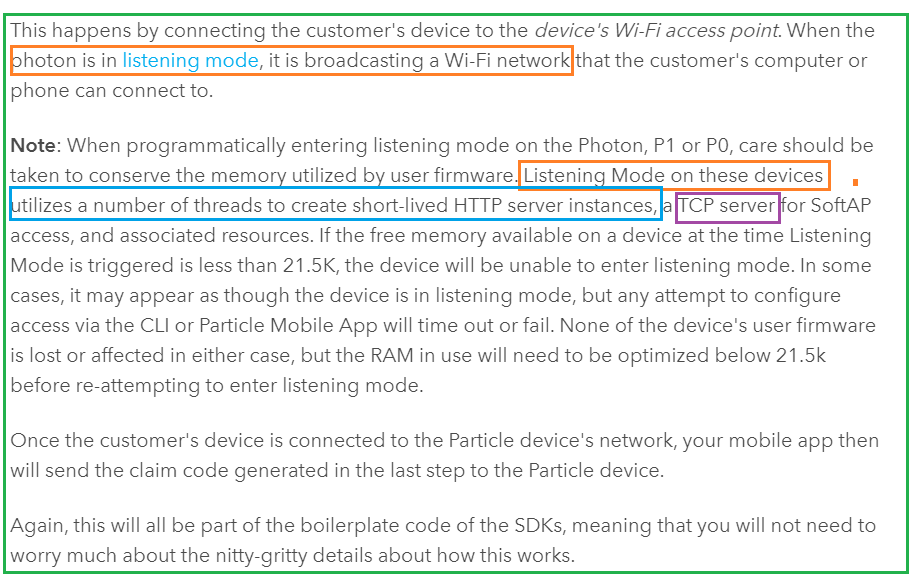 This happens by connecting the customer's device to the device's Wi-Fi access point. When the
photon is in listening mode, it is broadcasting a Wi-Fi network that the customer's computer or
phone can connect to.
Note: When programmatically entering listening mode on the Photon, P1 or P0, care should be
taken to conserve the memory utilized by user firmware. Listening Mode on these devices
utilizes a number of threads to create short-lived HTTP server instances, a TCP server for SoftAP
access, and associated resources. If the free memory available on a device at the time Listening
Mode is triggered is less than 21.5K, the device will be unable to enter listening mode. In some
cases, it may appear as though the device is in listening mode, but any attempt to configure
access via the CLI or Particle Mobile App will time out or fail. None of the device's user firmware
is lost or affected in either case, but the RAM in use will need to be optimized below 21.5k
before re-attempting to enter listening mode.
Once the customer's device is connected to the Particle device's network, your mobile app then
will send the claim code generated in the last step to the Particle device.
Again, this will all be part of the boilerplate code of the SDKs, meaning that you will not need to
worry much about the nitty-gritty details about how this works.